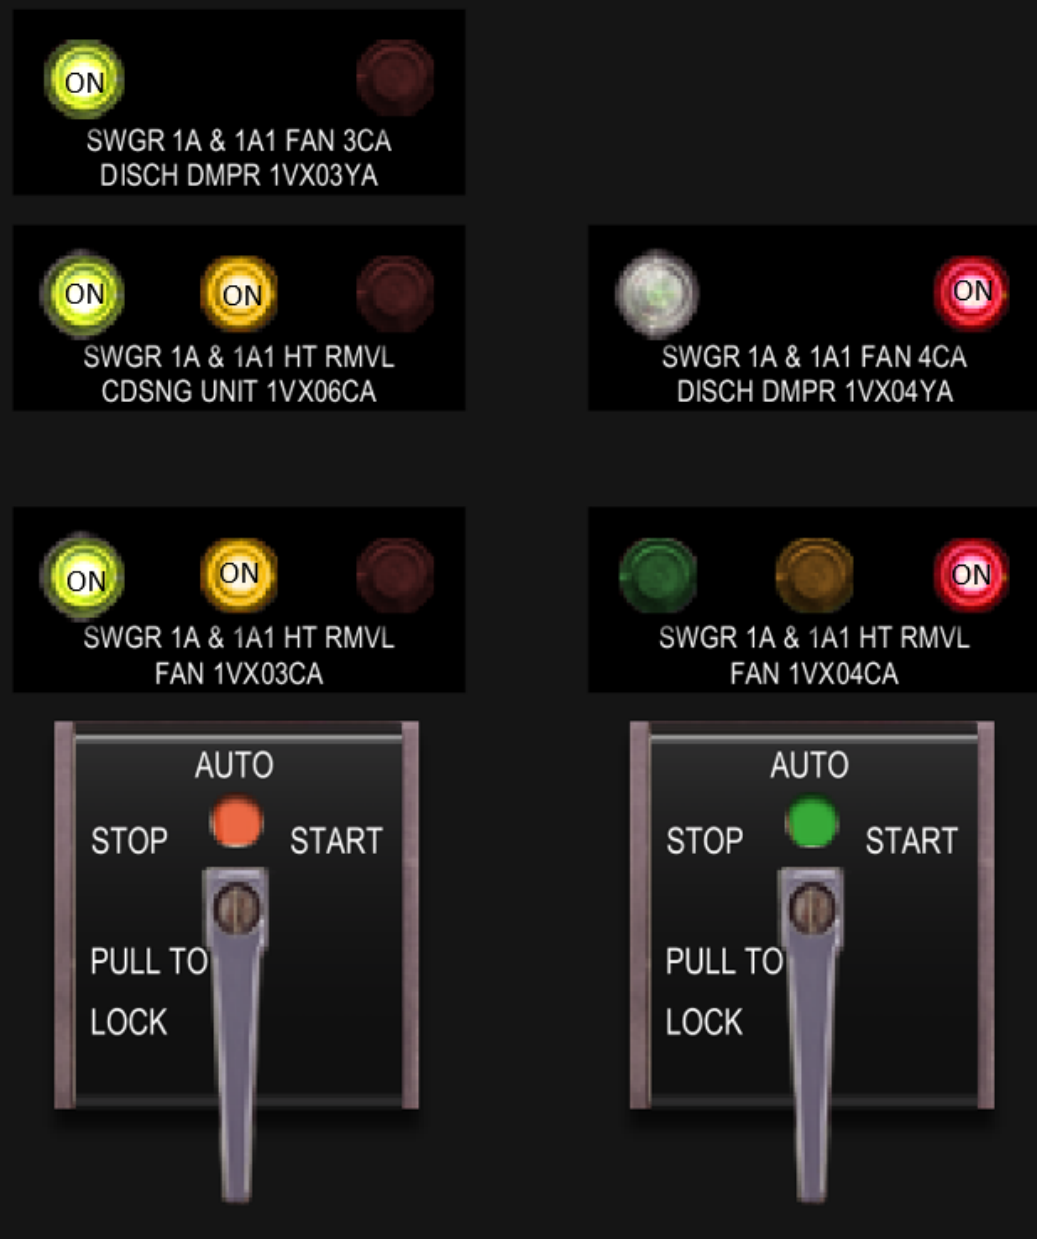 ON
SWGR 1A & 1A1 FAN 3CA
DISCH DMPR 1VX03YA
ON ON
SWGR 1A & 1A1 HT RMVL
CDSNG UNIT 1VX06CA
ON
SWGR 1A & 1A1 FAN 4CA
DISCH DMPR 1VX04YA
ON ON
SWGR 1A & 1A1 HT RMVL
FAN 1VX03CA
ON
SWGR 1A & 1A1 HT RMVL
FAN 1VX04CA
AUTO
STOP START
PULL TO
LOCK
AUTO
STOP START
PULL TO
LOCK